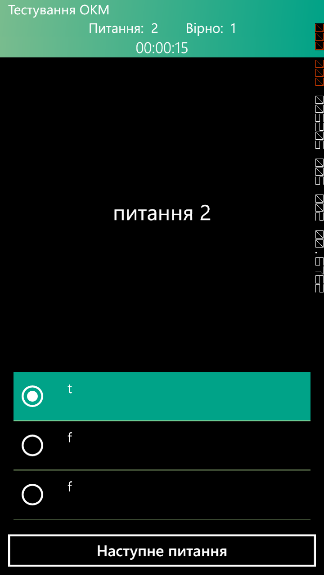 Тестування ОКМ
Питання: 2 Вірно: 1
00:00:15
питання 2
t
f
f
Наступне питання